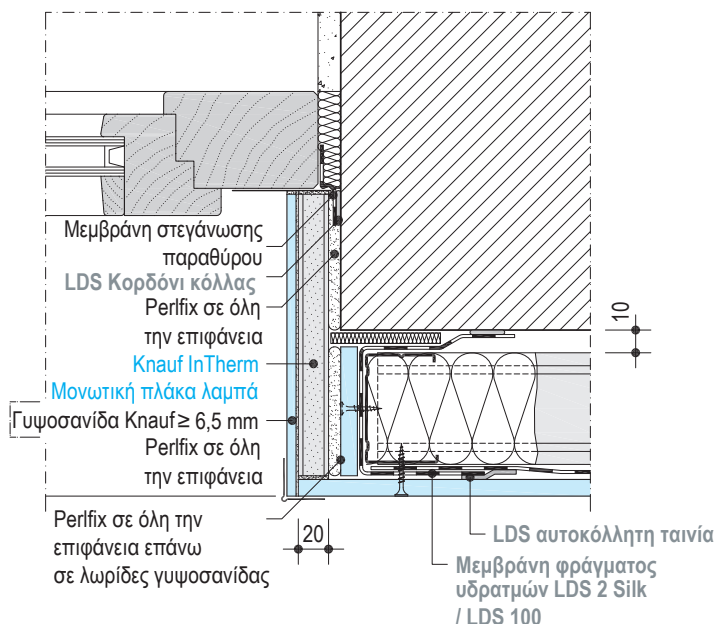 Μεμβράνη στεγάνωσης
παραθύρου
LDS Κορδόνι κόλλας
Perlfix σε όλη
την επιφάνεια
Knauf InTherm
Μονωτική πλάκα λαμπά
Γυψοσανίδα Knauf ≥ 6,5 mm
Perlfix σε όλη
την επιφάνεια
Perlfix σε όλη την
επιφάνεια επάνω
σε λωρίδες γυψοσανίδας
20
10
LDS αυτοκόλλητη ταινία
Μεμβράνη φράγματος
υδρατμών LDS 2 Silk
/ LDS 100